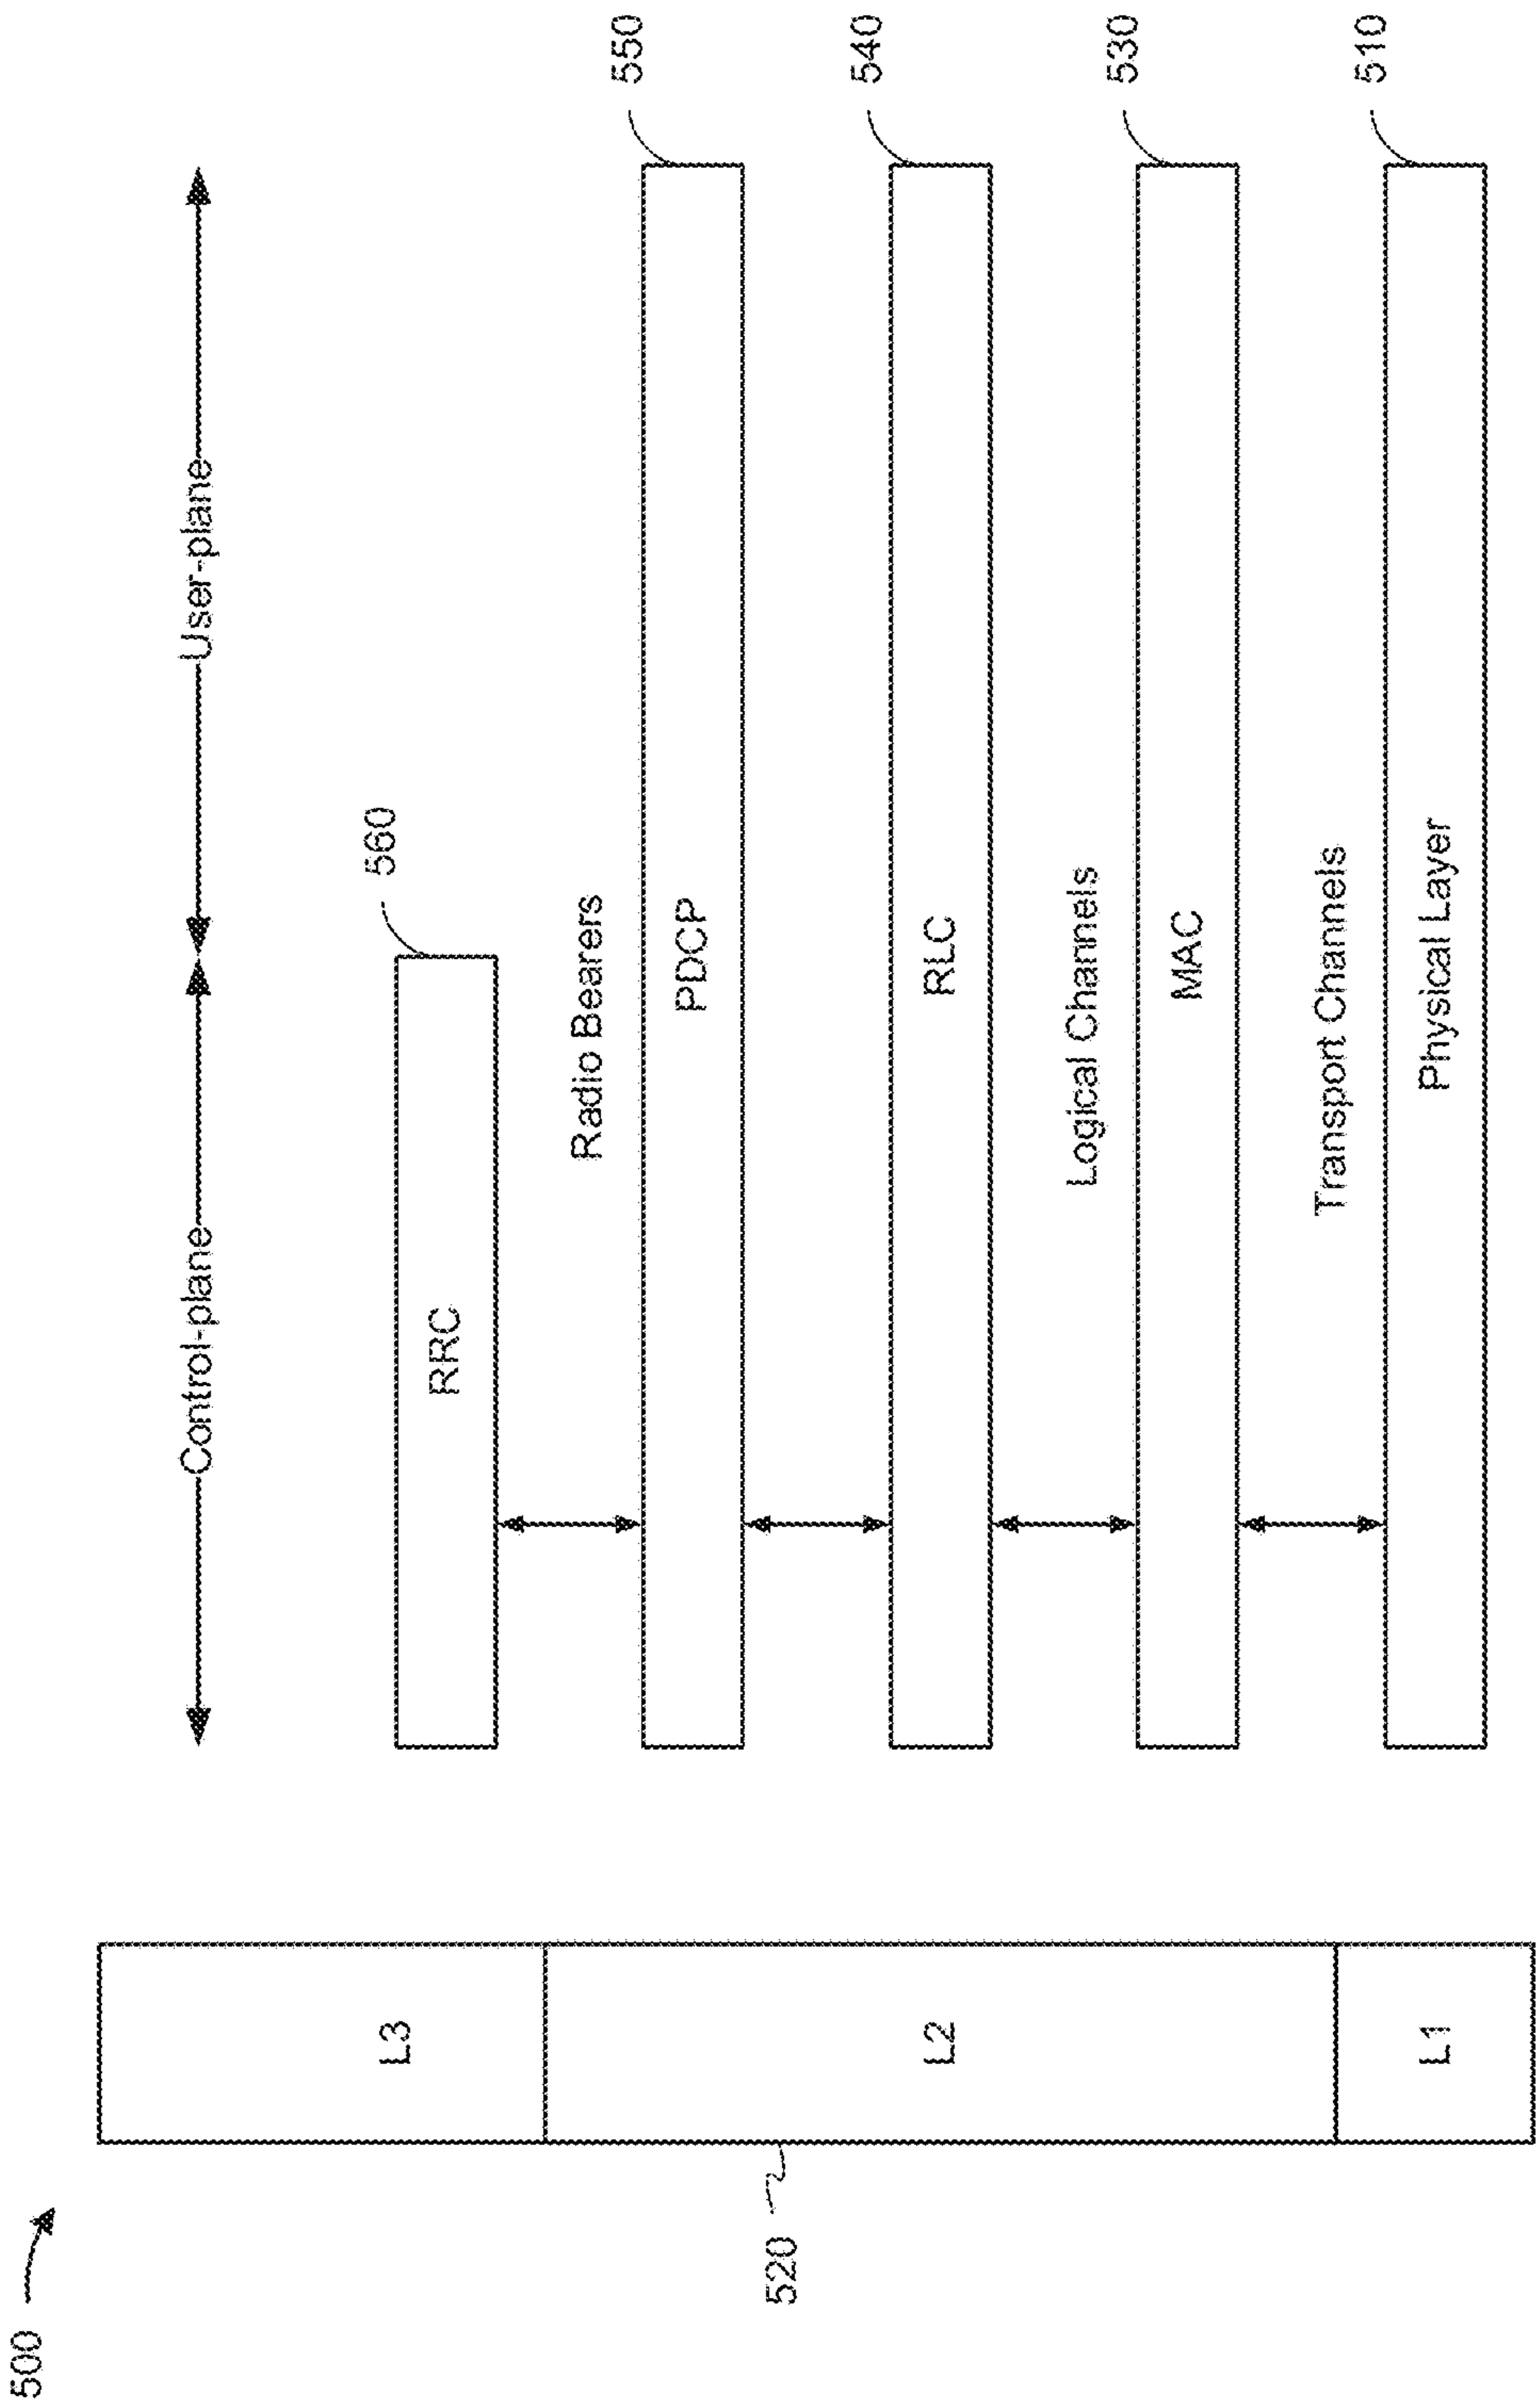 500
Control-plane
User-plane
L3
RRC
560
Radio Bearers
520
PDCP
550
L2
RLC
540
Logical Channels
MAC
530
Transport Channels
L1
Physical Layer
510